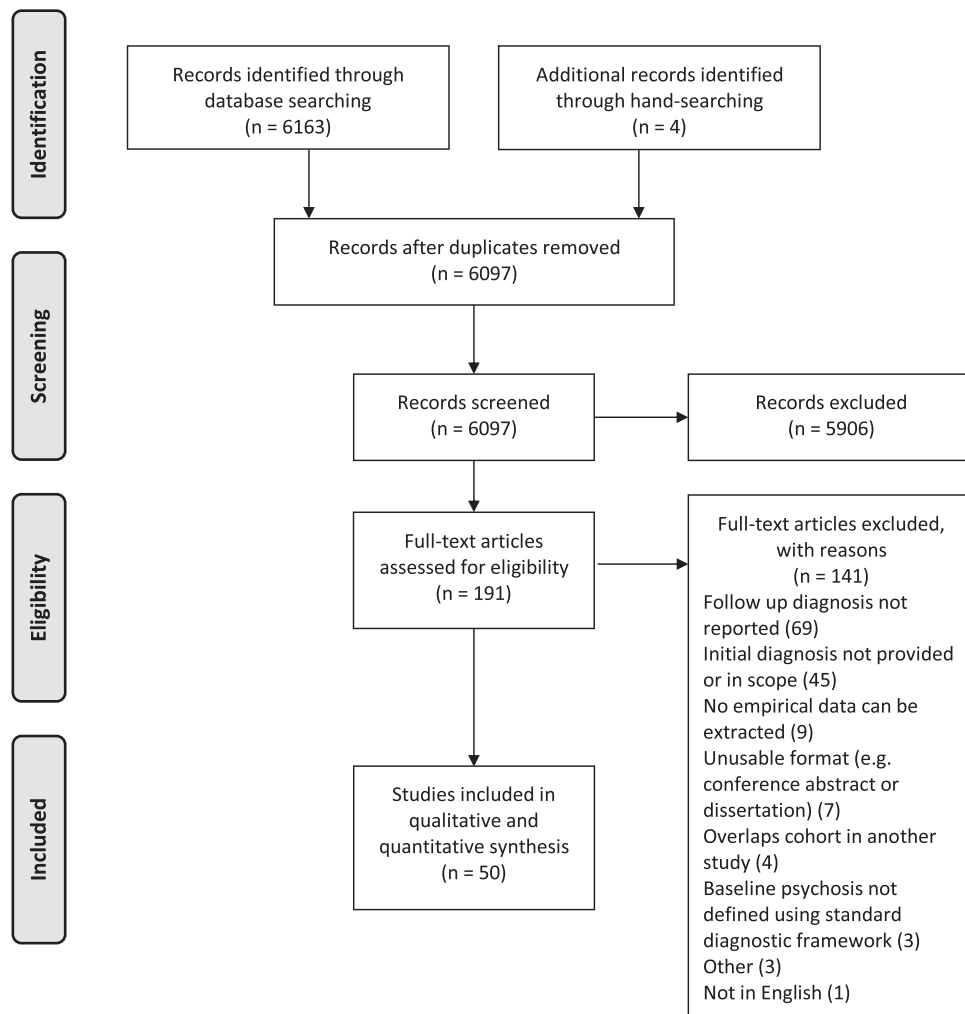 Identification
Records identified through
database searching
(n = 6163)
Additional records identified
through hand-searching
(n = 4)
Records after duplicates removed
(n = 6097)
Screening
Records screened
(n = 6097)
Records excluded
(n = 5906)
Eligibility
Full-text articles
assessed for eligibility
(n = 191)
Full-text articles excluded,
with reasons
(n = 141)
Follow up diagnosis not
reported (69)
Initial diagnosis not provided
or in scope (45)
No empirical data can be
extracted (9)
Unusable format (e.g.
conference abstract or
dissertation) (7)
Overlaps cohort in another
study (4)
Baseline psychosis not
defined using standard
diagnostic framework (3)
Other (3)
Not in English (1)
Included
Studies included in
qualitative and
quantitative synthesis
(n = 50)